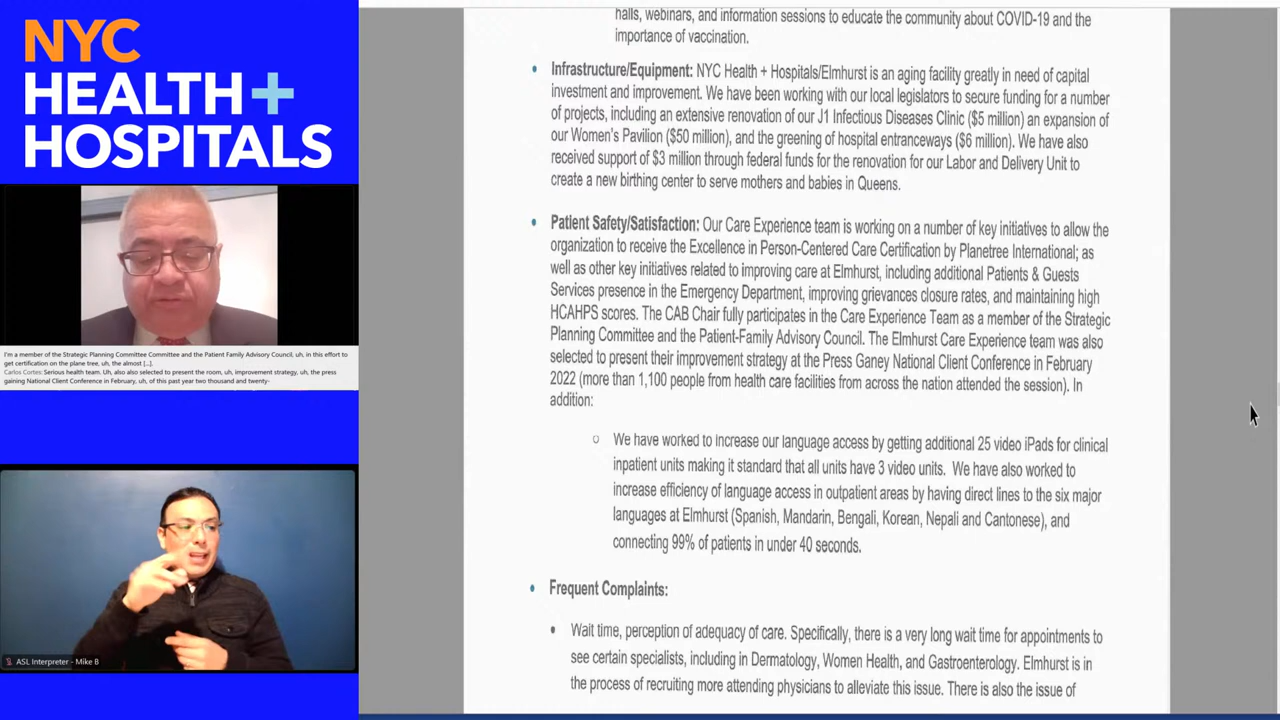 NYC
HEALTH+
HOSPITALS
I'm a member of the Strategic Planning Committee Committee and the Patient Family Advisory Council, uh, in this effort to
get certification on the plane tree, uh, the almost [...].
Carlos Cortes: Serious health team. Uh, also also selected to present the room, uh, improvement strategy, uh, the press
gaining National Client Conference in February, uh, of this past year two thousand and twenty-
ASL Interpreter - Mike B
halls, webinars, and information sessions to educate the community about COVID-19 and the
importance of vaccination.
• Infrastructure/Equipment: NYC Health + Hospitals/Elmhurst is an aging facility greatly in need of capital
investment and improvement. We have been working with our local legislators to secure funding for a number
of projects, including an extensive renovation of our J1 Infectious Diseases Clinic ($5 million) an expansion of
our Women's Pavilion ($50 million), and the greening of hospital entranceways ($6 million). We have also
received support of $3 million through federal funds for the renovation for our Labor and Delivery Unit to
create a new birthing center to serve mothers and babies in Queens.
• Patient Safety/Satisfaction: Our Care Experience team is working on a number of key initiatives to allow the
organization to receive the Excellence in Person-Centered Care Certification by Planetree International; as
well as other key initiatives related to improving care at Elmhurst, including additional Patients & Guests
Services presence in the Emergency Department, improving grievances closure rates, and maintaining high
HCAHPS scores. The CAB Chair fully participates in the Care Experience Team as a member of the Strategic
Planning Committee and the Patient-Family Advisory Council. The Elmhurst Care Experience team was also
selected to present their improvement strategy at the Press Ganey National Client Conference in February
2022 (more than 1,100 people from health care facilities from across the nation attended the session). In
addition:
○ We have worked to increase our language access by getting additional 25 video iPads for clinical
inpatient units making it standard that all units have 3 video units. We have also worked to
increase efficiency of language access in outpatient areas by having direct lines to the six major
languages at Elmhurst (Spanish, Mandarin, Bengali, Korean, Nepali and Cantonese), and
connecting 99% of patients in under 40 seconds.
• Frequent Complaints:
• Wait time, perception of adequacy of care. Specifically, there is a very long wait time for appointments to
see certain specialists, including in Dermatology, Women Health, and Gastroenterology. Elmhurst is in
the process of recruiting more attending physicians to alleviate this issue. There is also the issue of